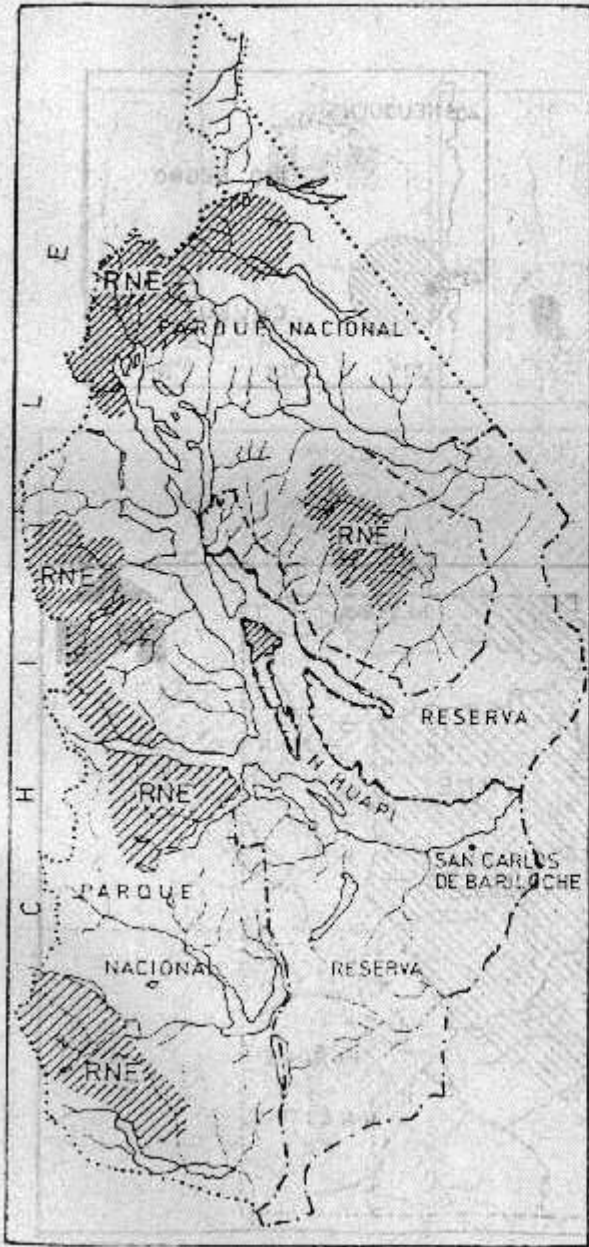 C H I L E
RNE
PARQUE NACIONAL
RNE
RNE
RESERVA
N. HUAPI
RNE
SAN CARLOS
DE BARILOCHE
PARQUE
NACIONAL
RESERVA
RNE